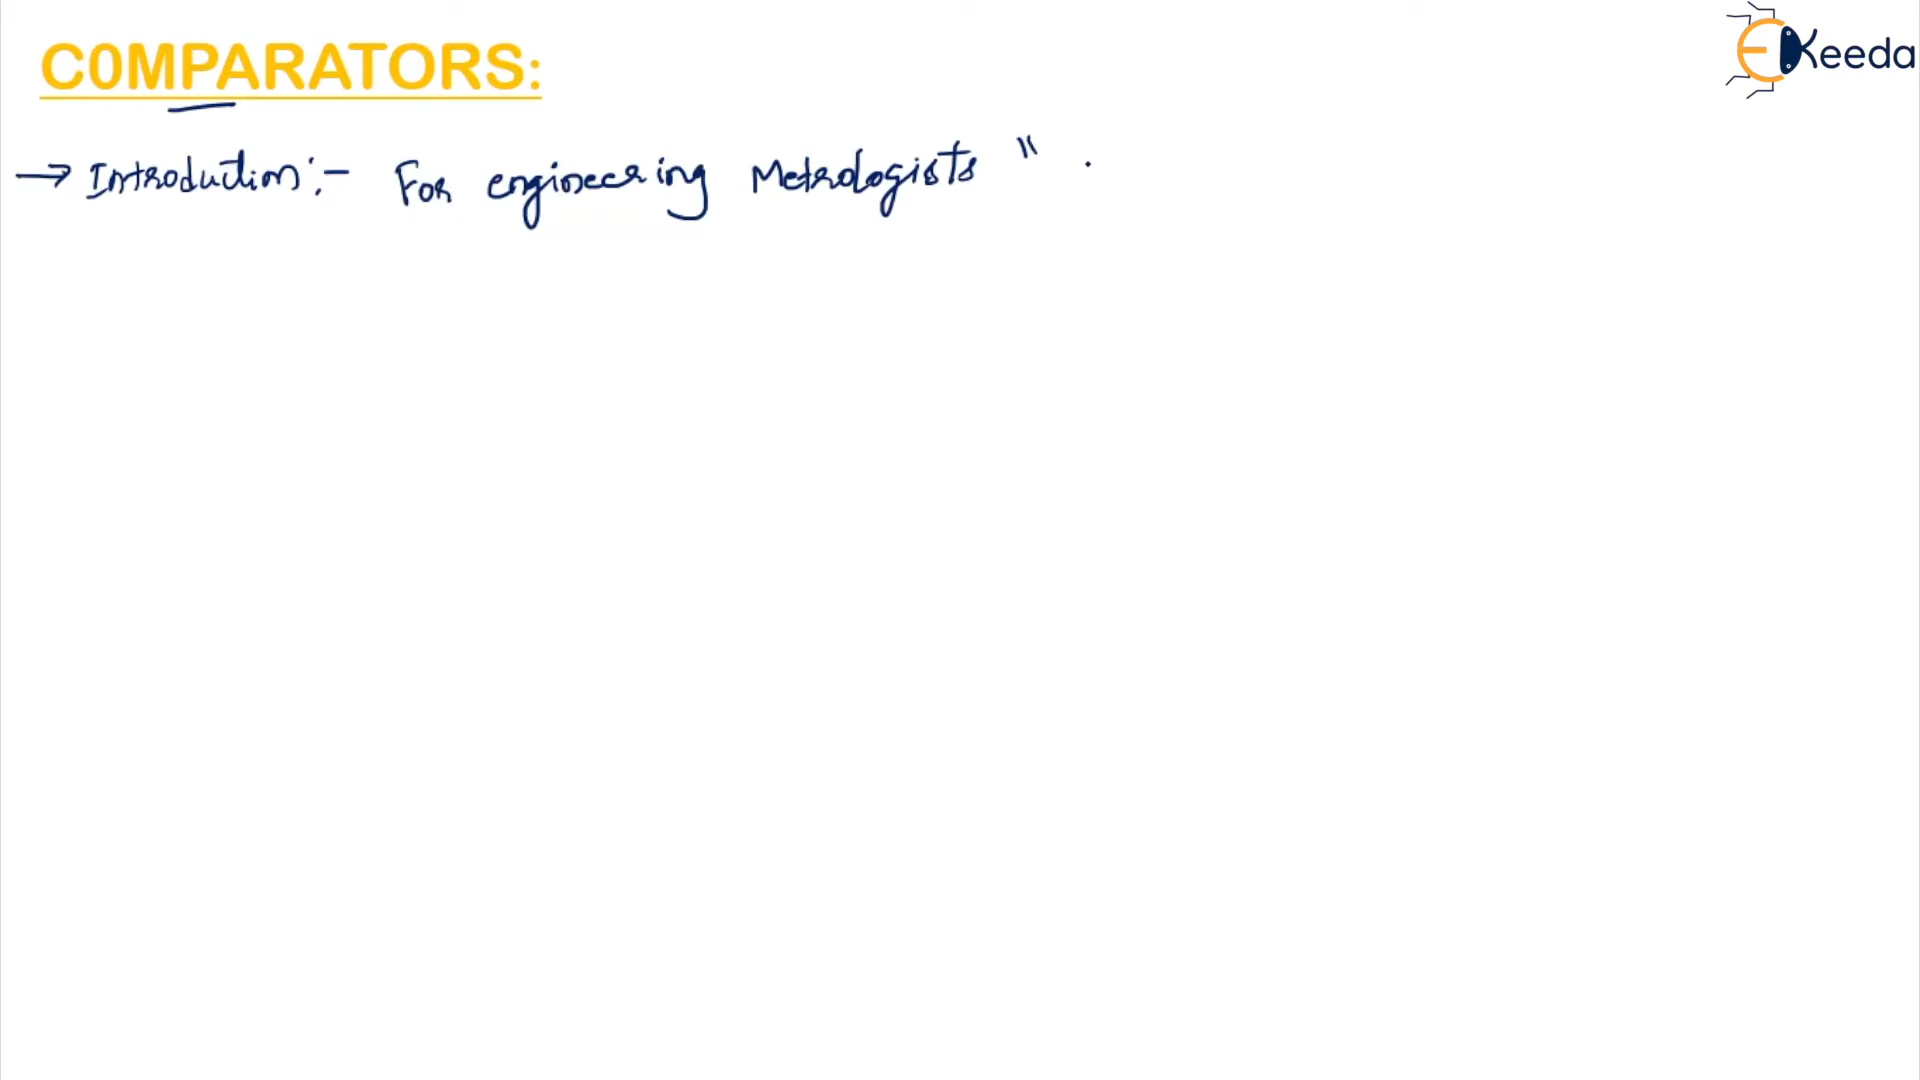 C0MPARATORS:
EKeeda
→ Introduction:- For engineering Metrologists "